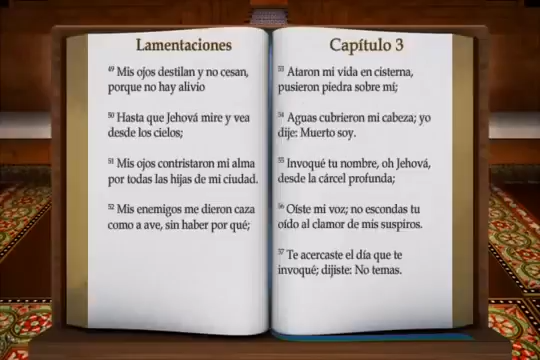 Lamentaciones
49 Mis ojos destilan y no cesan,
porque no hay alivio
50 Hasta que Jehová mire y vea
desde los cielos;
51 Mis ojos contristaron mi alma
por todas las hijas de mi ciudad.
52 Mis enemigos me dieron caza
como a ave, sin haber por qué;
Capítulo 3
53 Ataron mi vida en cisterna,
pusieron piedra sobre mí;
54 Aguas cubrieron mi cabeza; yo
dije: Muerto soy.
55 Invoqué tu nombre, oh Jehová,
desde la cárcel profunda;
56 Oíste mi voz; no escondas tu
oído al clamor de mis suspiros.
57 Te acercaste el día que te
invoqué; dijiste: No temas.